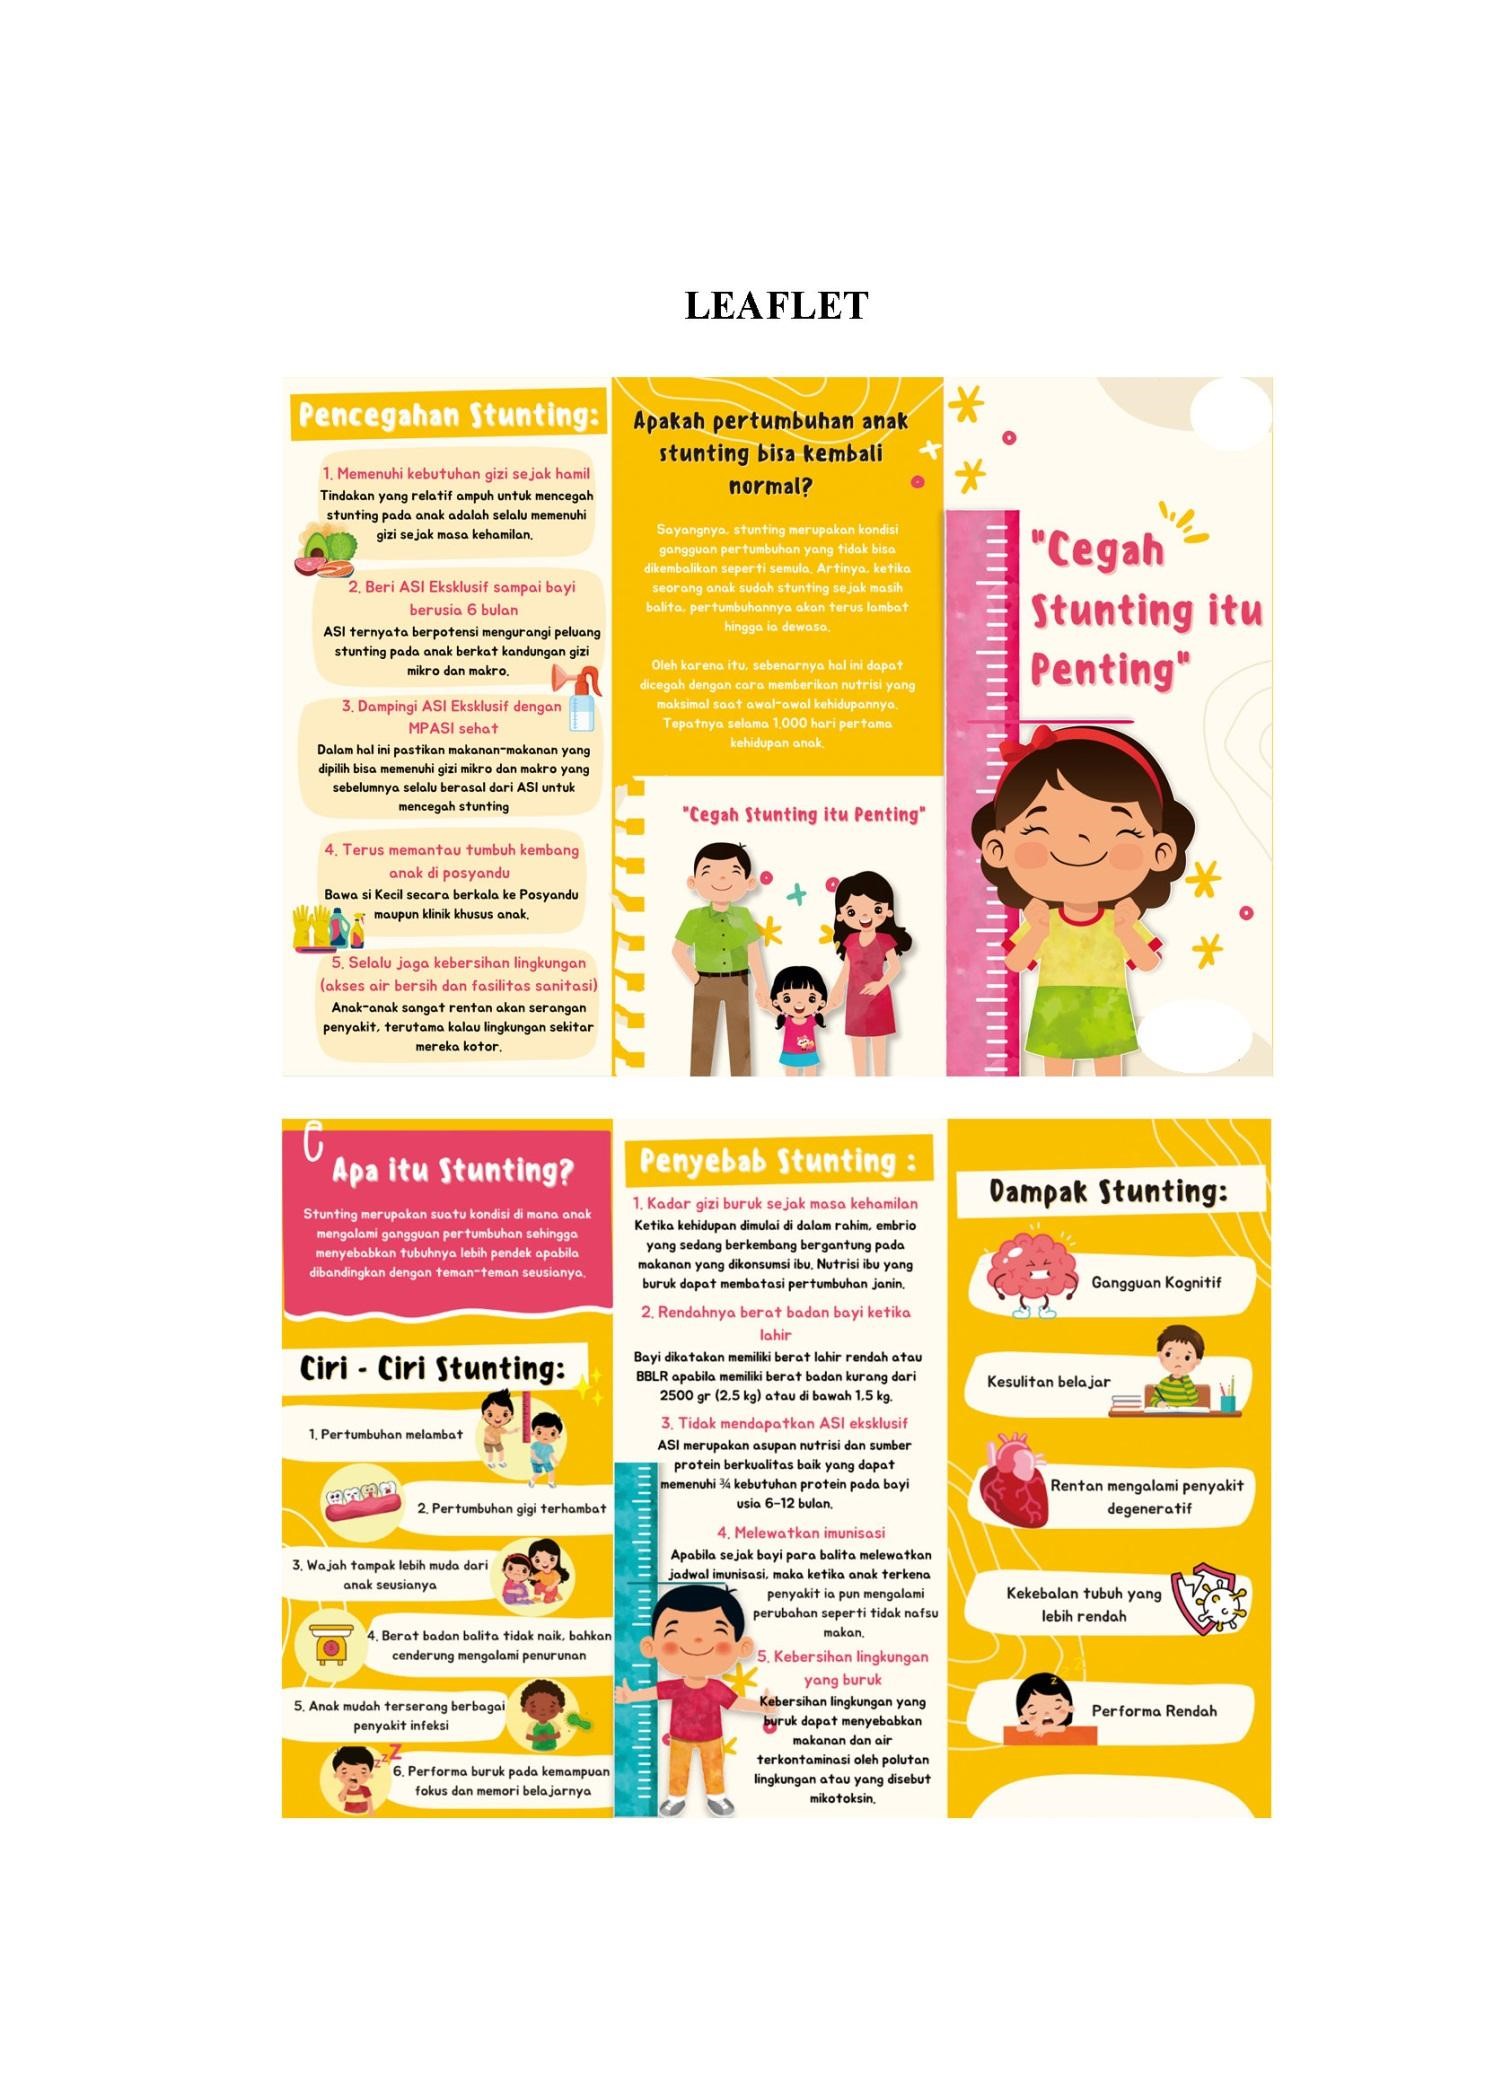 LEAFLET
Pencegahan Stunting:
1. Memenuhi kebutuhan gizi sejak hamil
Tindakan yang relatif ampuh untuk mencegah
stunting pada anak adalah selalu memenuhi
gizi sejak masa kehamilan.
2. Beri ASI Eksklusif sampai bayi
berusia 6 bulan
ASI ternyata berpotensi mengurangi peluang
stunting pada anak berkat kandungan gizi
mikro dan makro.
3. Dampingi ASI Eksklusif dengan
MPASI sehat
Dalam hal ini pastikan makanan-makanan yang
dipilih bisa memenuhi gizi mikro dan makro yang
sebelumnya selalu berasal dari ASI untuk
mencegah stunting
4. Terus memantau tumbuh kembang
anak di posyandu
Bawa si Kecil secara berkala ke Posyandu
maupun klinik khusus anak.
5. Selalu jaga kebersihan lingkungan
(akses air bersih dan fasilitas sanitasi)
Anak-anak sangat rentan akan serangan
penyakit, terutama kalau lingkungan sekitar
mereka kotor.
Apakah pertumbuhan anak
stunting bisa kembali
normal?
Sayangnya, stunting merupakan kondisi
gangguan pertumbuhan yang tidak bisa
dikembalikan seperti semula. Artinya, ketika
seorang anak sudah stunting sejak masih
balita, pertumbuhannya akan terus lambat
hingga ia dewasa.
Oleh karena itu, sebenarnya hal ini dapat
dicegah dengan cara memberikan nutrisi yang
maksimal saat awal-awal kehidupannya.
Tepatnya selama 1.000 hari pertama
kehidupan anak.
"Cegah Stunting itu Penting"
"Cegah
Stunting itu
Penting"
Apa itu Stunting?
Stunting merupakan suatu kondisi di mana anak
mengalami gangguan pertumbuhan sehingga
menyebabkan tubuhnya lebih pendek apabila
dibandingkan dengan teman-teman seusianya.
Ciri - Ciri Stunting:
1. Pertumbuhan melambat
2. Pertumbuhan gigi terhambat
3. Wajah tampak lebih muda dari
anak seusianya
4. Berat badan balita tidak naik, bahkan
cenderung mengalami penurunan
5. Anak mudah terserang berbagai
penyakit infeksi
zzZ
6. Performa buruk pada kemampuan
fokus dan memori belajarnya
Penyebab Stunting :
1. Kadar gizi buruk sejak masa kehamilan
Ketika kehidupan dimulai di dalam rahim, embrio
yang sedang berkembang bergantung pada
makanan yang dikonsumsi ibu. Nutrisi ibu yang
buruk dapat membatasi pertumbuhan janin.
2. Rendahnya berat badan bayi ketika
lahir
Bayi dikatakan memiliki berat lahir rendah atau
BBLR apabila memiliki berat badan kurang dari
2500 gr (2,5 kg) atau di bawah 1,5 kg.
3. Tidak mendapatkan ASI eksklusif
ASI merupakan asupan nutrisi dan sumber
protein berkualitas baik yang dapat
memenuhi ¾ kebutuhan protein pada bayi
usia 6-12 bulan.
4. Melewatkan imunisasi
Apabila sejak bayi para balita melewatkan
jadwal imunisasi, maka ketika anak terkena
penyakit ia pun mengalami
perubahan seperti tidak nafsu
makan.
5. Kebersihan lingkungan
yang buruk
Kebersihan lingkungan yang
buruk dapat menyebabkan
makanan dan air
terkontaminasi oleh polutan
lingkungan atau yang disebut
mikotoksin.
Dampak Stunting:
Gangguan Kognitif
Kesulitan belajar
Rentan mengalami penyakit
degeneratif
Kekebalan tubuh yang
lebih rendah
zzZ
Performa Rendah